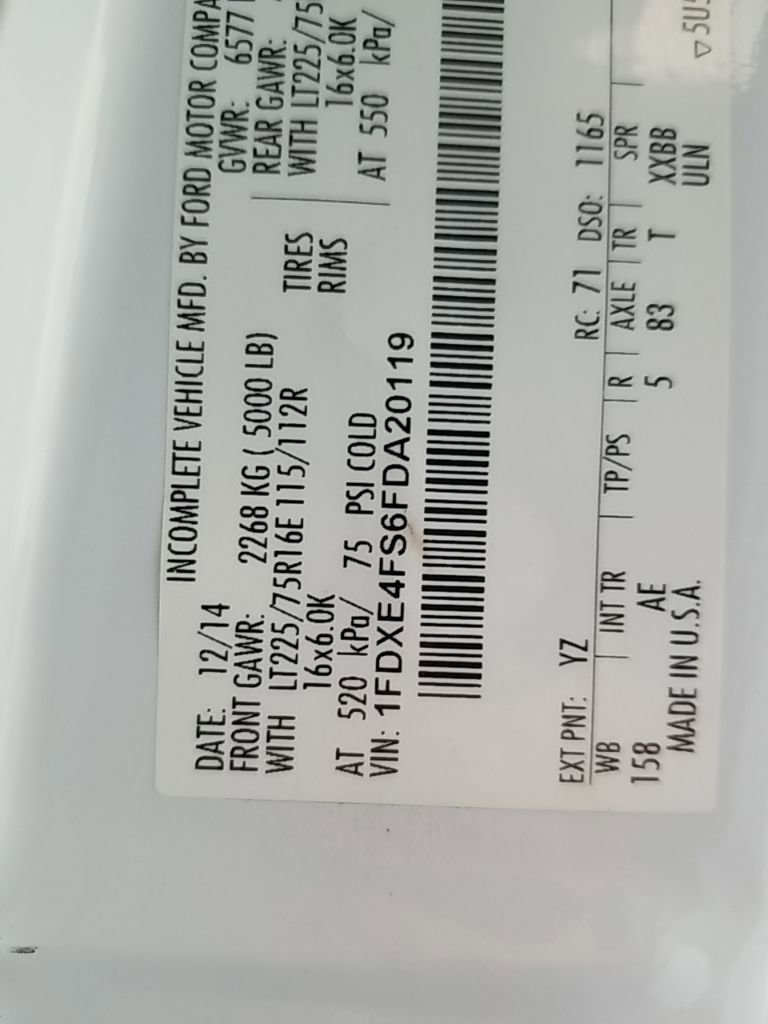 INCOMPLETE VEHICLE MFD. BY FORD MOTOR
DATE: 12/14 GVWR: 6577
FRONT GAWR: 2268 KG ( 5000 LB) REAR GAWR:
WITH LT225/75R16E 115/112R TIRES WITH LT225/75
16x6.0K RIMS 16x6.0K
AT 520 kPa/ 75 PSI COLD AT 550 kPa/
VIN: 1FDXE4FS6FDA20119
EXT PNT: YZ RC: 71 DSO: 1165
WB INT TR TP/PS R AXLE TR SPR
158 AE 5 83 T XXBB
MADE IN U.S.A. ULN